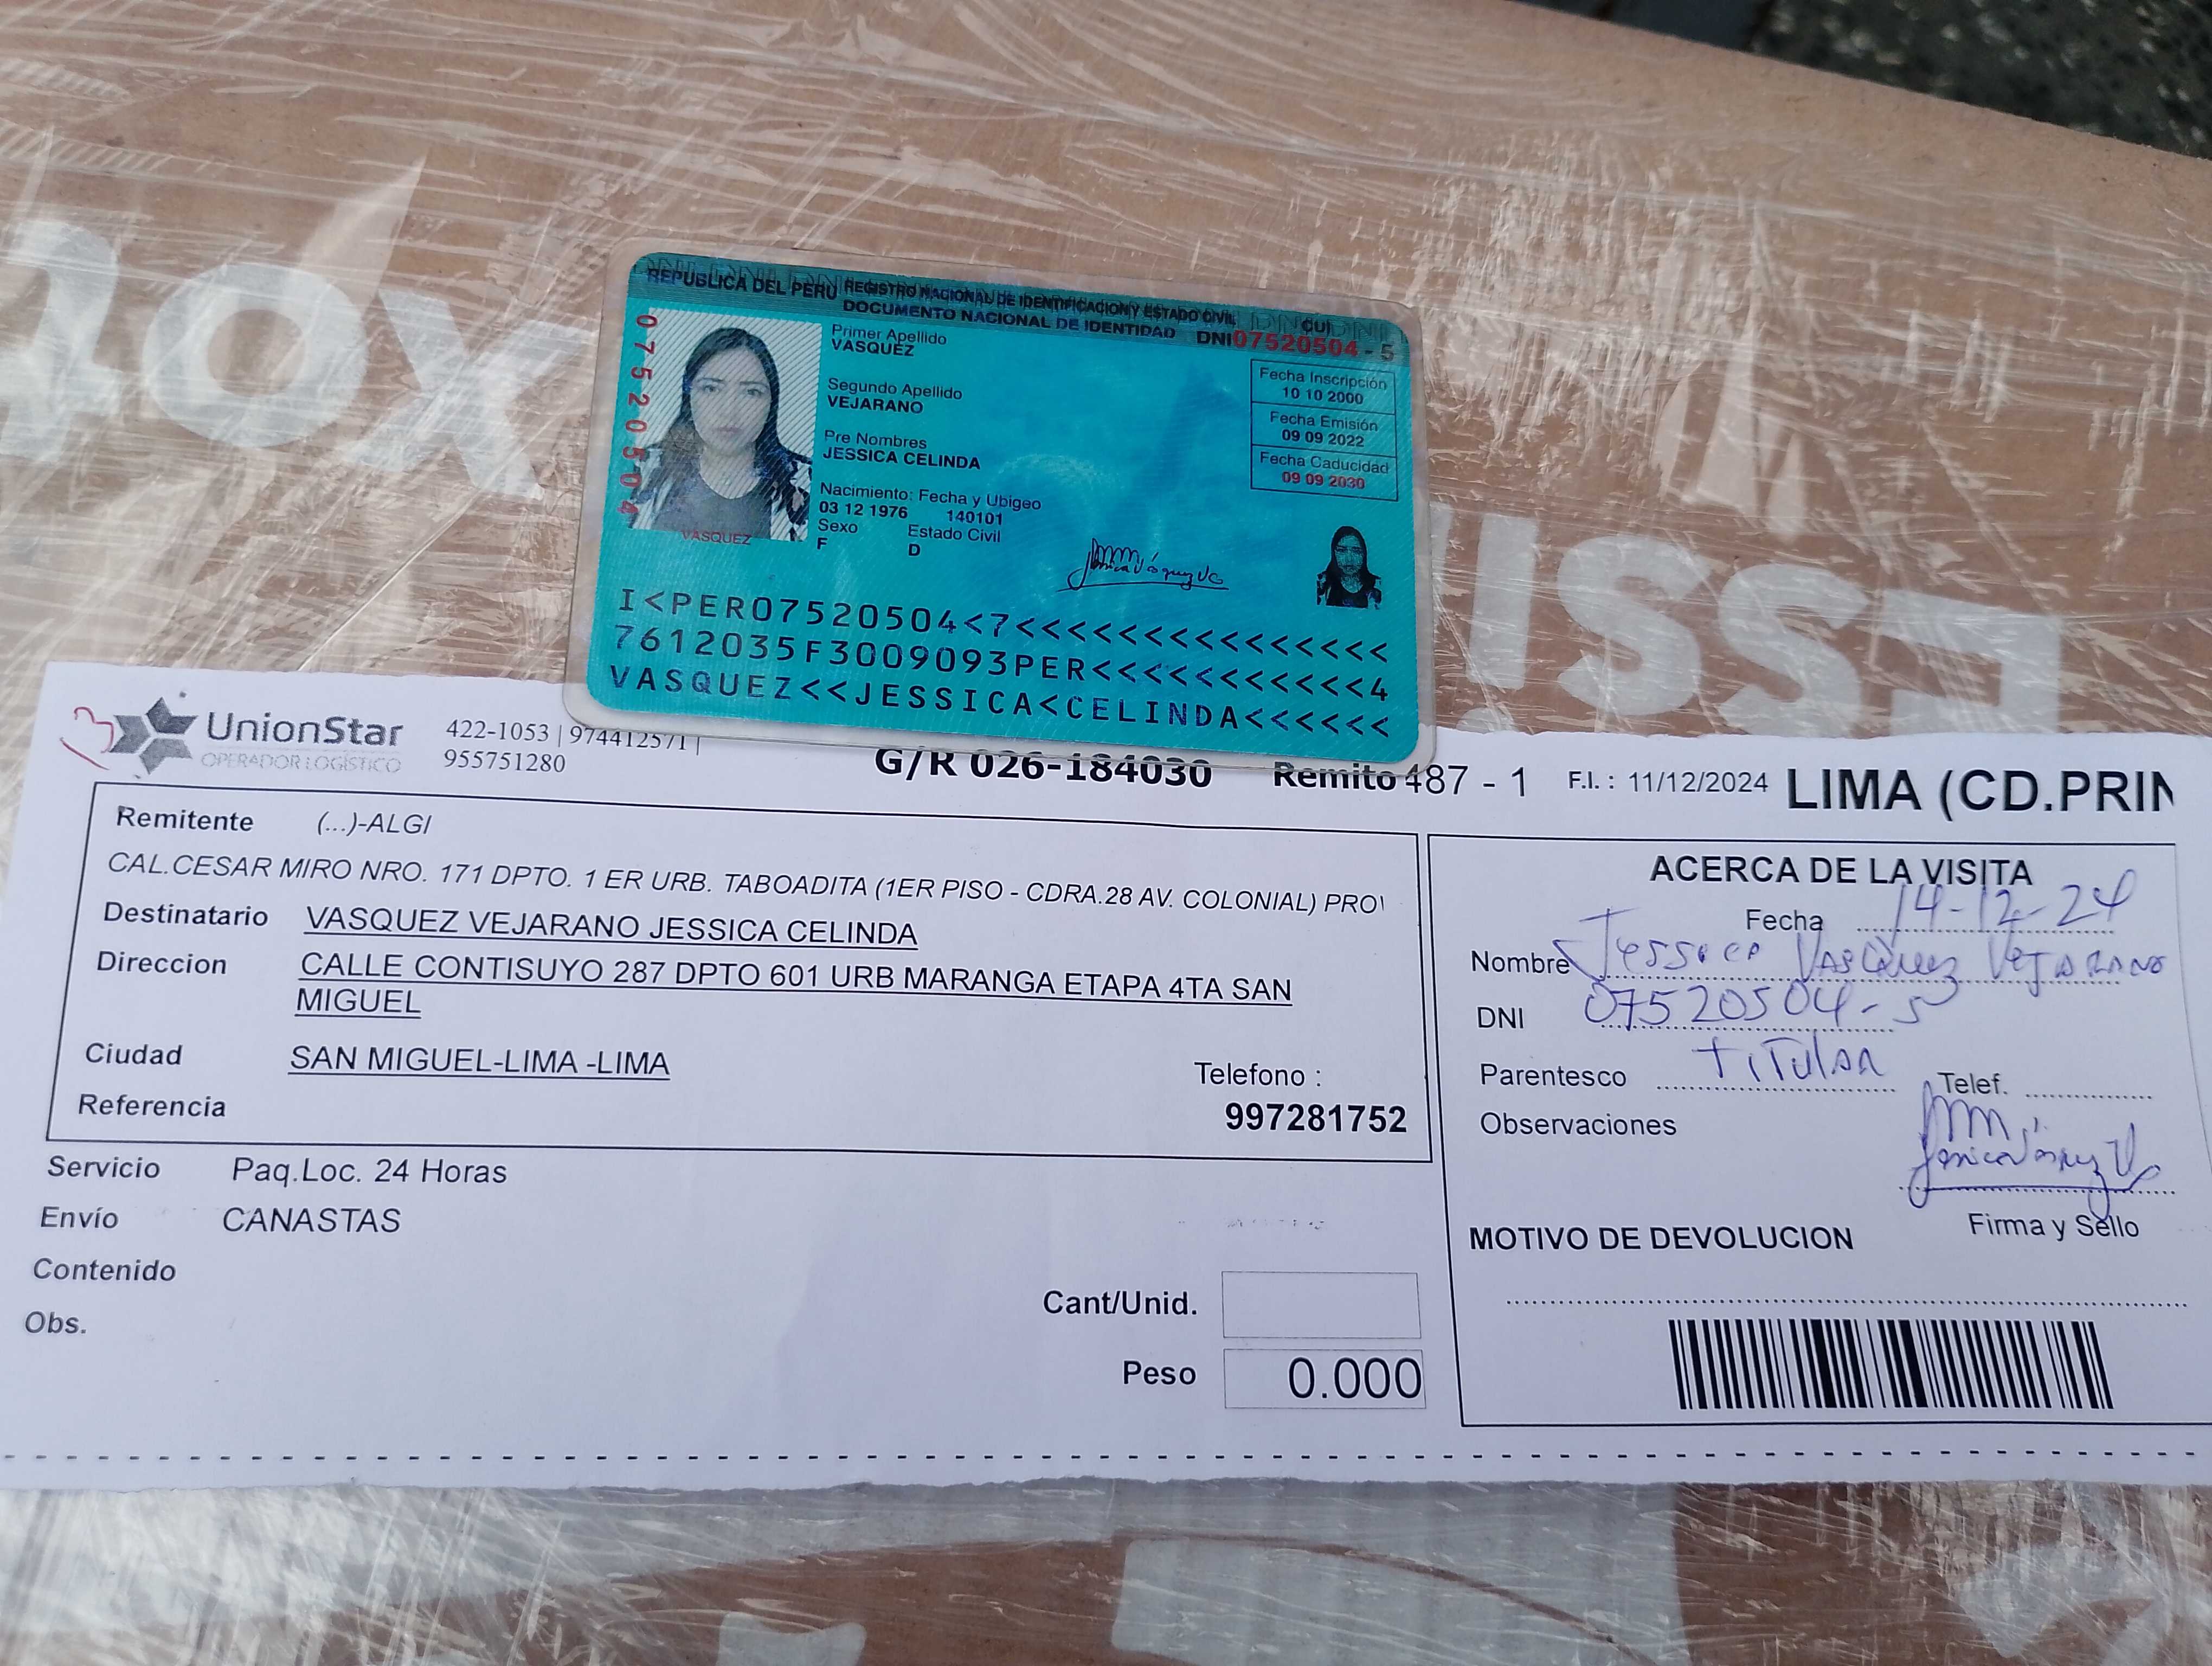 REPUBLICA DEL PERU REGISTRO NACIONAL DE IDENTIFICACION Y ESTADO CIVIL
DOCUMENTO NACIONAL DE IDENTIDAD
CUI
DNI 07520504 - 5
07520504
Primer Apellido
VASQUEZ
Segundo Apellido
VEJARANO
Pre Nombres
JESSICA CELINDA
Nacimiento: Fecha y Ubigeo
03 12 1976 140101
Sexo Estado Civil
F D
Fecha Inscripción
10 10 2000
Fecha Emisión
09 09 2022
Fecha Caducidad
09 09 2030
VASQUEZ
I<PER07520504<7<<<<<<<<<<<<<<<
7612035F3009093PER<<<<<<<<<<<4
VASQUEZ<<JESSICA<CELINDA<<<<<<
UnionStar
OPERADOR LOGÍSTICO
422-1053 | 974412571 |
955751280
G/R 026-184030 Remito 487 - 1 F.I. : 11/12/2024 LIMA (CD.PRIN
Remitente (...)-ALGI
CAL.CESAR MIRO NRO. 171 DPTO. 1 ER URB. TABOADITA (1ER PISO - CDRA.28 AV. COLONIAL) PRO
Destinatario VASQUEZ VEJARANO JESSICA CELINDA
Direccion CALLE CONTISUYO 287 DPTO 601 URB MARANGA ETAPA 4TA SAN
MIGUEL
Ciudad SAN MIGUEL-LIMA -LIMA
Telefono :
Referencia
997281752
Servicio Paq.Loc. 24 Horas
Envío CANASTAS
Contenido
Obs.
Cant/Unid.
Peso 0.000
ACERCA DE LA VISITA
Fecha 14-12-24
Nombre Jessica Vasquez Vejarano
DNI 07520504-5
Parentesco Titular Telef.
Observaciones
Firma y Sello
MOTIVO DE DEVOLUCION